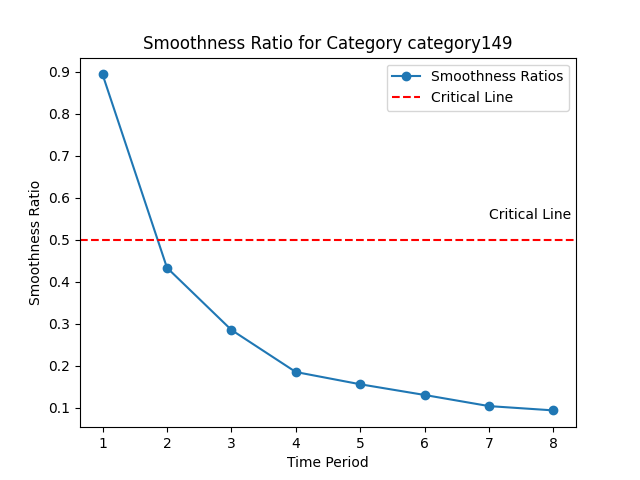 Smoothness Ratio for Category category149
Smoothness Ratios
Critical Line
Critical Line
Smoothness Ratio
0.9
0.8
0.7
0.6
0.5
0.4
0.3
0.2
0.1
1 2 3 4 5 6 7 8
Time Period